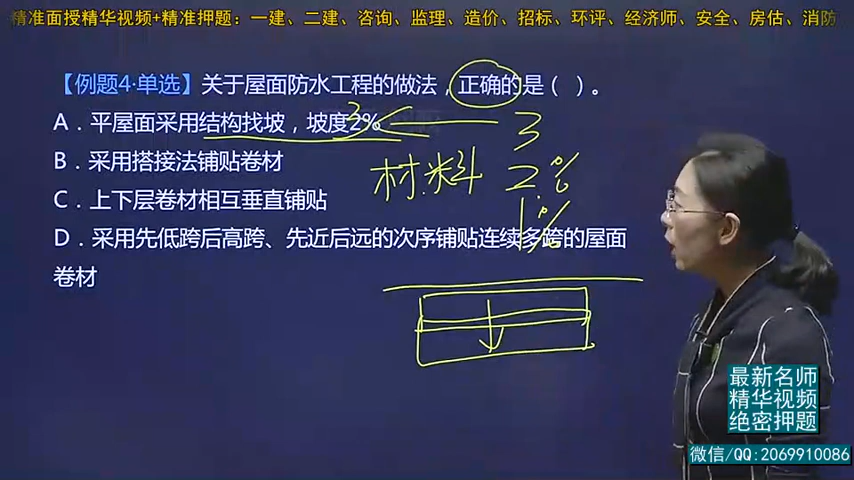 精准面授精华视频+精准押题：一建、二建、咨询、监理、造价、招标、环评、经济师、安全、房估、消防
【例题4·单选】关于屋面防水工程的做法，正确的是（ ）。
A．平屋面采用结构找坡，坡度2%
3
3
B．采用搭接法铺贴卷材
材料 2%
C．上下层卷材相互垂直铺贴
1%
D．采用先低跨后高跨、先近后远的次序铺贴连续多跨的屋面
卷材
最新名师
精华视频
绝密押题
微信/QQ:2069910086